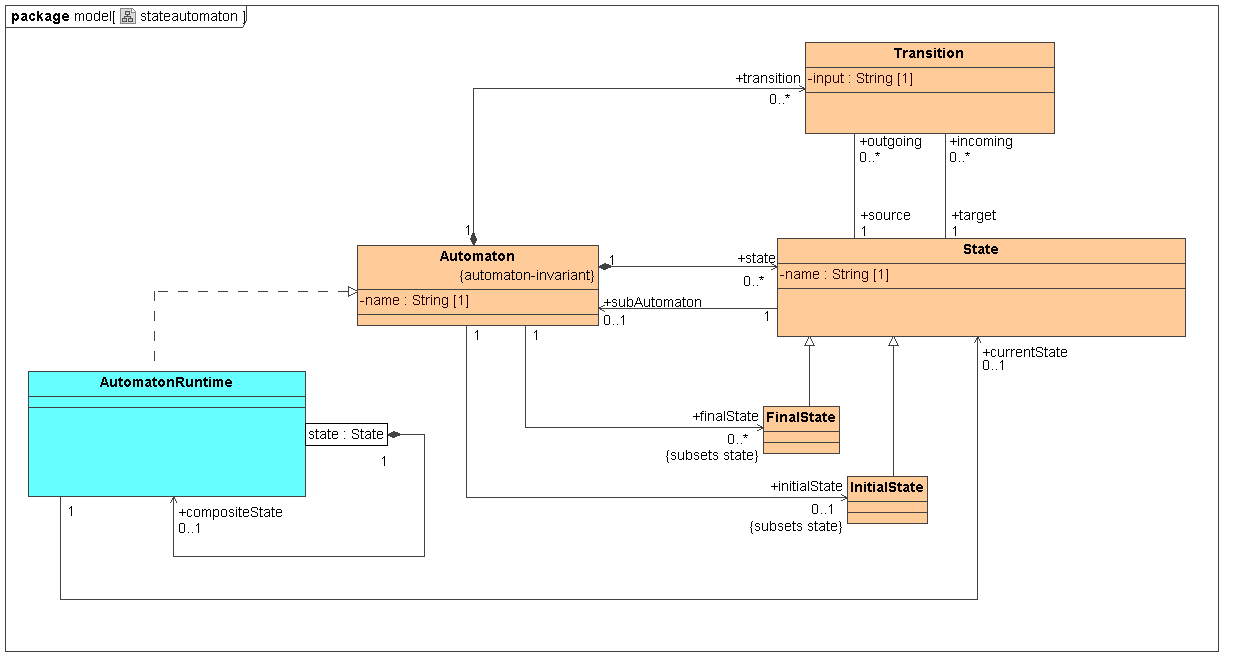 package model[ stateautomaton ]
Transition
-input : String [1]
+transition
0..*
+outgoing
0..*
+incoming
0..*
+source
1
+target
1
1
Automaton
{automaton-invariant}
-name : String [1]
1
+state
0..*
State
-name : String [1]
+subAutomaton
0..1
1
1
1
+currentState
0..1
AutomatonRuntime
state : State
1
+finalState
0..*
{subsets state}
FinalState
+initialState
0..1
{subsets state}
InitialState
1
+compositeState
0..1